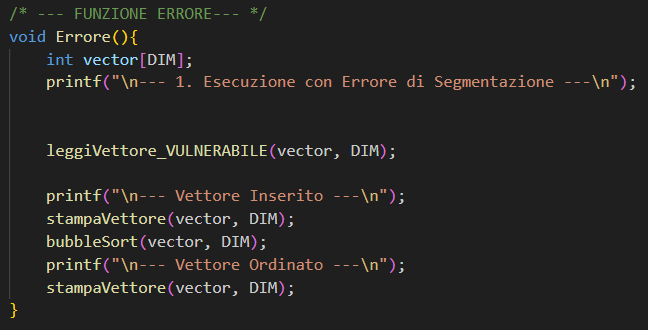 /* --- FUNZIONE ERRORE--- */
void Errore(){
int vector[DIM];
printf("\n--- 1. Esecuzione con Errore di Segmentazione ---\n");
leggiVettore_VULNERABILE(vector, DIM);
printf("\n--- Vettore Inserito ---\n");
stampaVettore(vector, DIM);
bubbleSort(vector, DIM);
printf("\n--- Vettore Ordinato ---\n");
stampaVettore(vector, DIM);
}